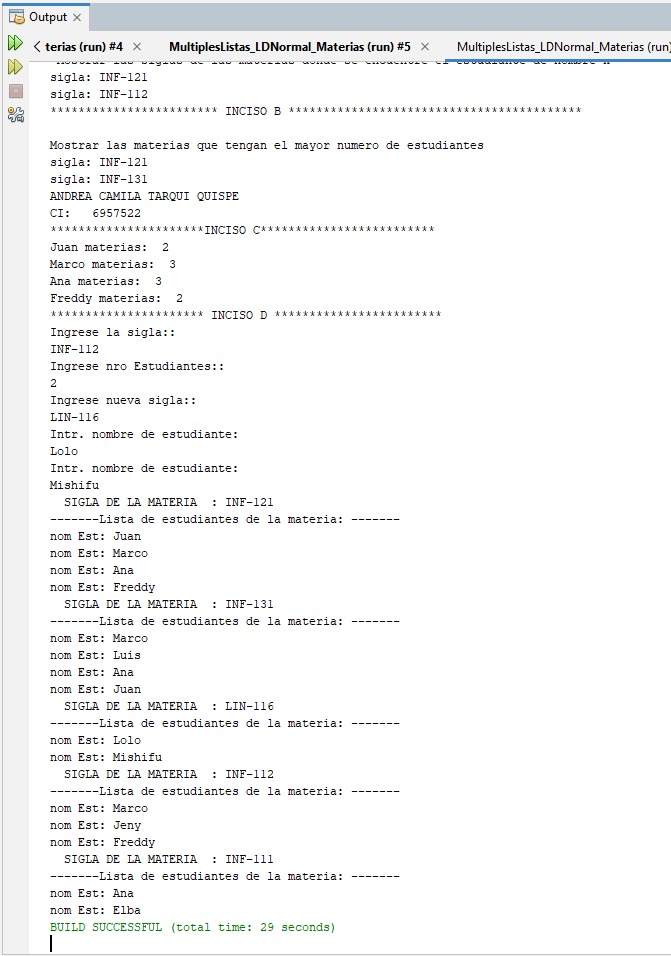 Output
terias (run) #4
MultiplesListas_LDNormal_Materias (run) #5
MultiplesListas_LDNormal_Materias (run)
sigla: INF-121
sigla: INF-112
************************ INCISO B ******************************************
Mostrar las materias que tengan el mayor numero de estudiantes
sigla: INF-121
sigla: INF-131
ANDREA CAMILA TARQUI QUISPE
CI:   6957522
**********************INCISO C*************************
Juan materias:  2
Marco materias:  3
Ana materias:  3
Freddy materias:  2
********************** INCISO D ************************
Ingrese la sigla::
INF-112
Ingrese nro Estudiantes::
2
Ingrese nueva sigla::
LIN-116
Intr. nombre de estudiante:
Lolo
Intr. nombre de estudiante:
Mishifu
SIGLA DE LA MATERIA  : INF-121
-------Lista de estudiantes de la materia: -------
nom Est: Juan
nom Est: Marco
nom Est: Ana
nom Est: Freddy
SIGLA DE LA MATERIA  : INF-131
-------Lista de estudiantes de la materia: -------
nom Est: Marco
nom Est: Luis
nom Est: Ana
nom Est: Juan
SIGLA DE LA MATERIA  : LIN-116
-------Lista de estudiantes de la materia: -------
nom Est: Lolo
nom Est: Mishifu
SIGLA DE LA MATERIA  : INF-112
-------Lista de estudiantes de la materia: -------
nom Est: Marco
nom Est: Jeny
nom Est: Freddy
SIGLA DE LA MATERIA  : INF-111
-------Lista de estudiantes de la materia: -------
nom Est: Ana
nom Est: Elba
BUILD SUCCESSFUL (total time: 29 seconds)